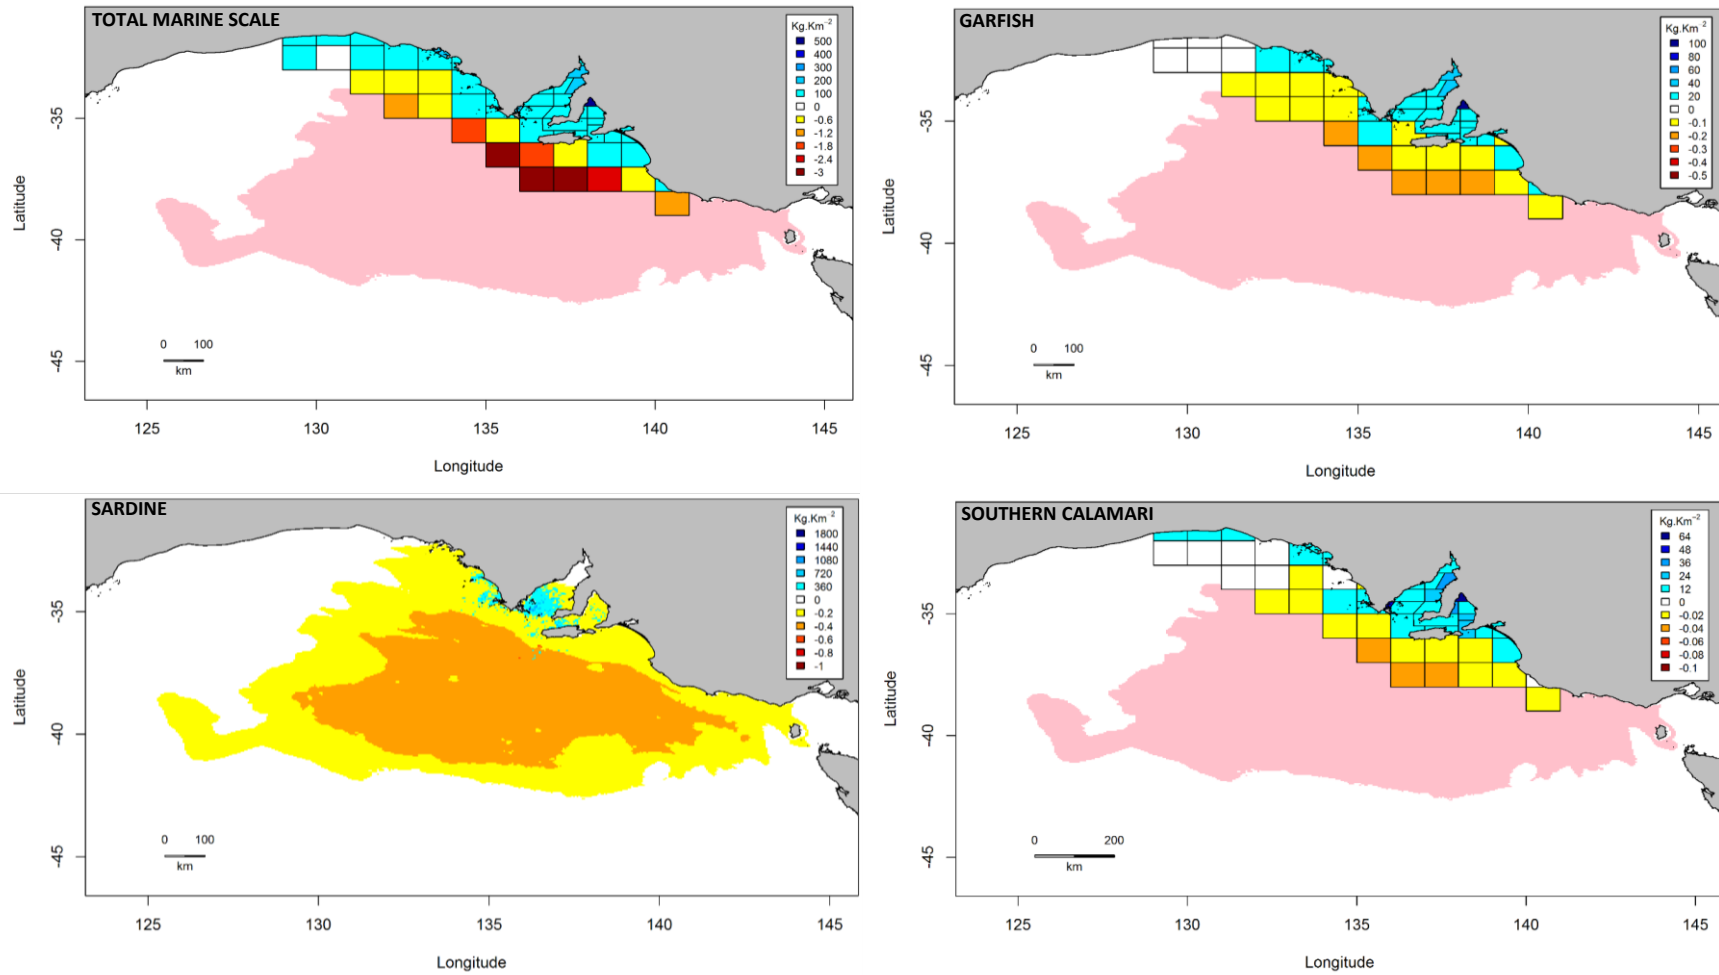 TOTAL MARINE SCALE
Kg.Km-2
500
400
300
200
100
0
-0.6
-1.2
-1.8
-2.4
-3
-35
-40
-45
Latitude
0 100
km
125 130 135 140 145
Longitude
GARFISH
Kg.Km-2
100
80
60
40
20
0
-0.1
-0.2
-0.3
-0.4
-0.5
-35
-40
-45
Latitude
0 100
km
125 130 135 140 145
Longitude
SARDINE
Kg.Km-2
1800
1440
1080
720
360
0
-0.2
-0.4
-0.6
-0.8
-1
-35
-40
-45
Latitude
0 100
km
125 130 135 140 145
Longitude
SOUTHERN CALAMARI
Kg.Km-2
64
48
36
24
12
0
-0.02
-0.04
-0.06
-0.08
-0.1
-35
-40
-45
Latitude
0 200
km
125 130 135 140 145
Longitude